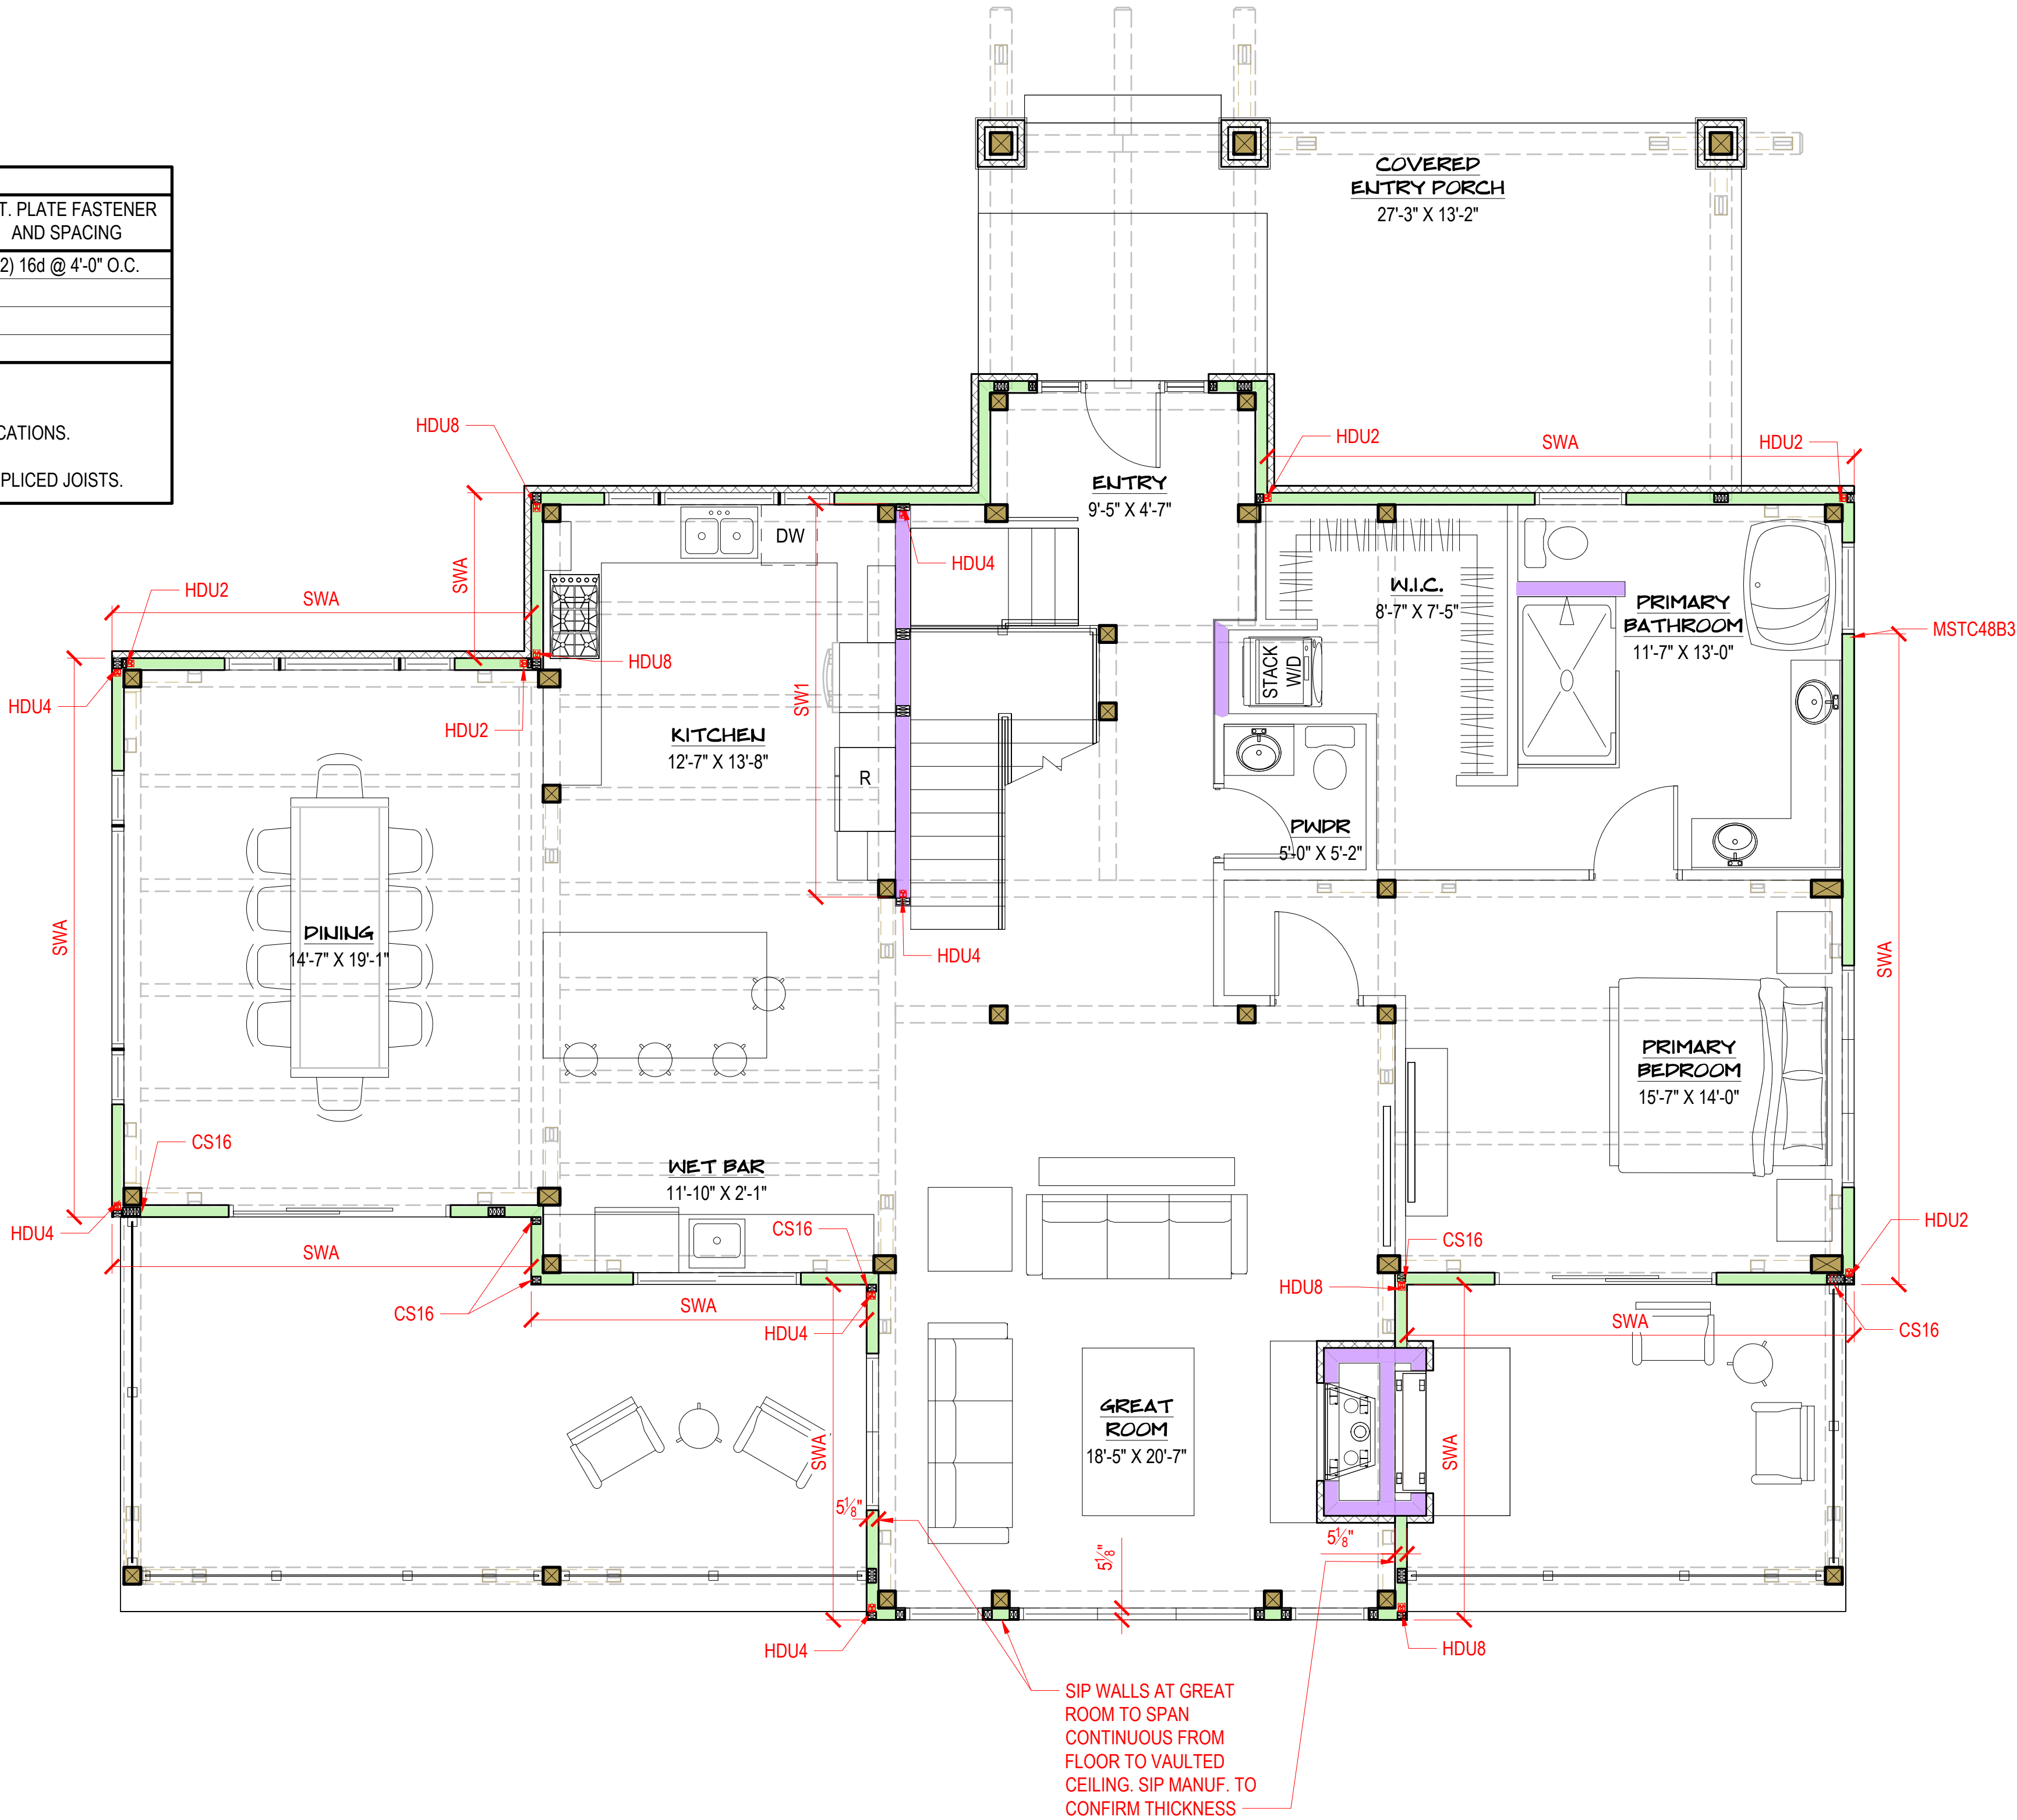 T. PLATE FASTENER
AND SPACING
2) 16d @ 4'-0" O.C.
CATIONS.
PLICED JOISTS.
COVERED
ENTRY PORCH
27'-3" X 13'-2"
HDU8
HDU2
SWA
HDU2
ENTRY
9'-5" X 4'-7"
DW
HDU4
SWA
HDU2
SWA
W.I.C.
8'-7" X 7'-5"
PRIMARY
BATHROOM
11'-7" X 13'-0"
MSTC48B3
HDU8
STACK
W/D
HDU4
HDU2
SW1
KITCHEN
12'-7" X 13'-8"
R
PWDR
5'-0" X 5'-2"
SWA
DINING
14'-7" X 19'-1"
HDU4
SWA
PRIMARY
BEDROOM
15'-7" X 14'-0"
CS16
WET BAR
11'-10" X 2'-1"
HDU4
SWA
CS16
CS16
HDU2
CS16
SWA
HDU4
HDU8
SWA
CS16
GREAT
ROOM
18'-5" X 20'-7"
SWA
SWA
5⅛"
5⅛"
5⅛"
HDU4
HDU8
SIP WALLS AT GREAT
ROOM TO SPAN
CONTINUOUS FROM
FLOOR TO VAULTED
CEILING. SIP MANUF. TO
CONFIRM THICKNESS